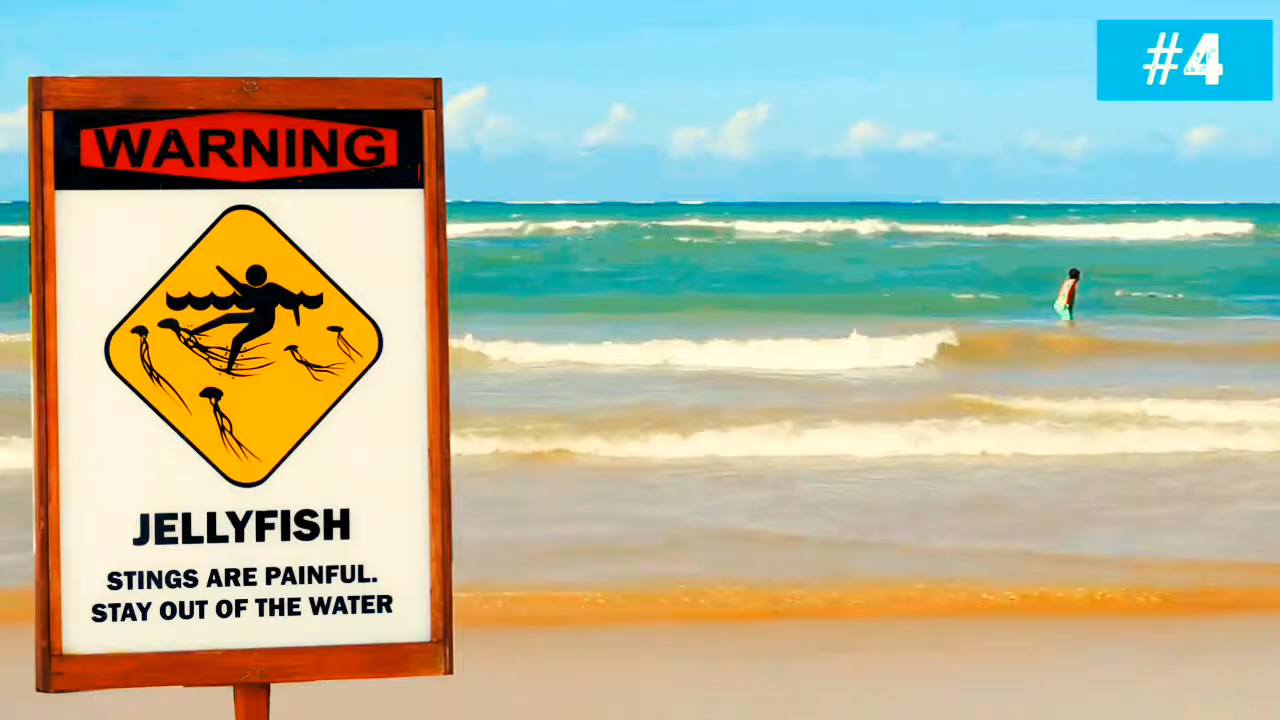 #4
WARNING
JELLYFISH
STINGS ARE PAINFUL.
STAY OUT OF THE WATER